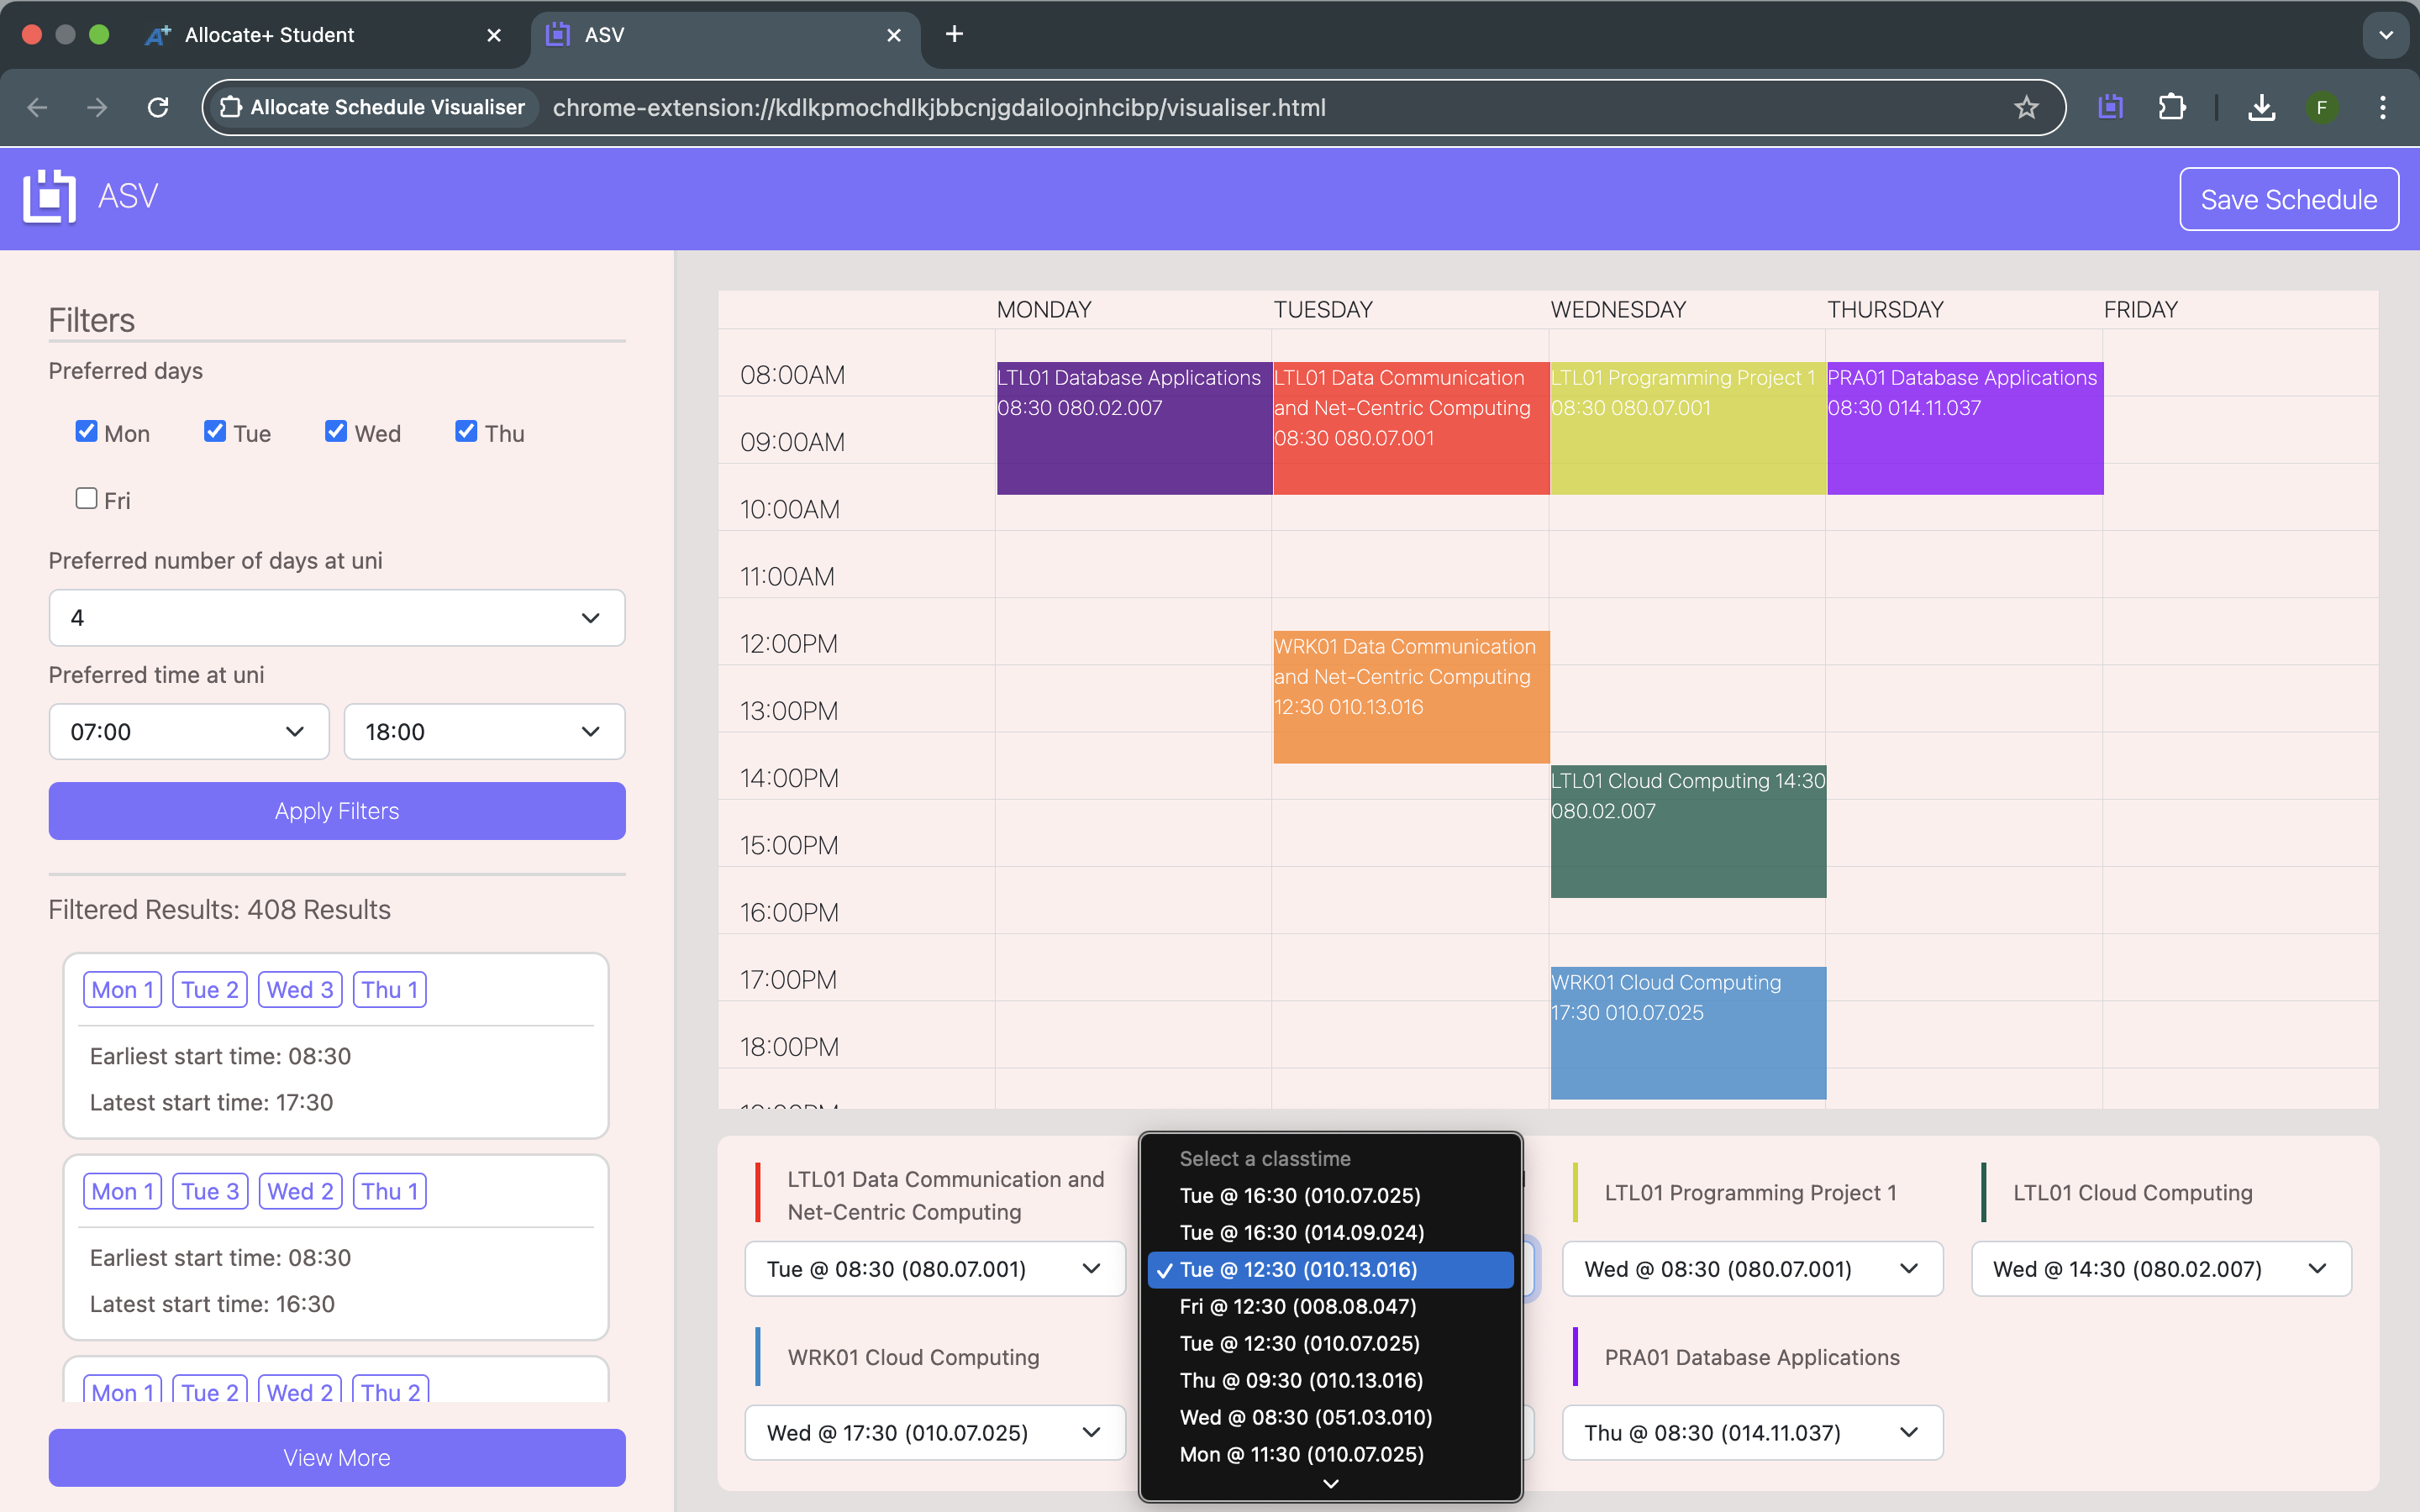 Allocate+ Student
ASV
Allocate Schedule Visualiser
chrome-extension://kdlkpmochdlkjbbcnjgdailoojnhcibp/visualiser.html
F
ASV
Save Schedule
Filters
Preferred days
Mon
Tue
Wed
Thu
Fri
Preferred number of days at uni
4
Preferred time at uni
07:00
18:00
Apply Filters
Filtered Results: 408 Results
Mon 1
Tue 2
Wed 3
Thu 1
Earliest start time: 08:30
Latest start time: 17:30
Mon 1
Tue 3
Wed 2
Thu 1
Earliest start time: 08:30
Latest start time: 16:30
Mon 1
Tue 2
Wed 2
Thu 2
View More
MONDAY
TUESDAY
WEDNESDAY
THURSDAY
FRIDAY
08:00AM
09:00AM
10:00AM
11:00AM
12:00PM
13:00PM
14:00PM
15:00PM
16:00PM
17:00PM
18:00PM
LTL01 Database Applications
08:30 080.02.007
LTL01 Data Communication
and Net-Centric Computing
08:30 080.07.001
LTL01 Programming Project 1
08:30 080.07.001
PRA01 Database Applications
08:30 014.11.037
WRK01 Data Communication
and Net-Centric Computing
12:30 010.13.016
LTL01 Cloud Computing 14:30
080.02.007
WRK01 Cloud Computing
17:30 010.07.025
LTL01 Data Communication and
Net-Centric Computing
Tue @ 08:30 (080.07.001)
Select a classtime
Tue @ 16:30 (010.07.025)
Tue @ 16:30 (014.09.024)
Tue @ 12:30 (010.13.016)
Fri @ 12:30 (008.08.047)
Tue @ 12:30 (010.07.025)
Thu @ 09:30 (010.13.016)
Wed @ 08:30 (051.03.010)
Mon @ 11:30 (010.07.025)
LTL01 Programming Project 1
Wed @ 08:30 (080.07.001)
LTL01 Cloud Computing
Wed @ 14:30 (080.02.007)
WRK01 Cloud Computing
Wed @ 17:30 (010.07.025)
PRA01 Database Applications
Thu @ 08:30 (014.11.037)